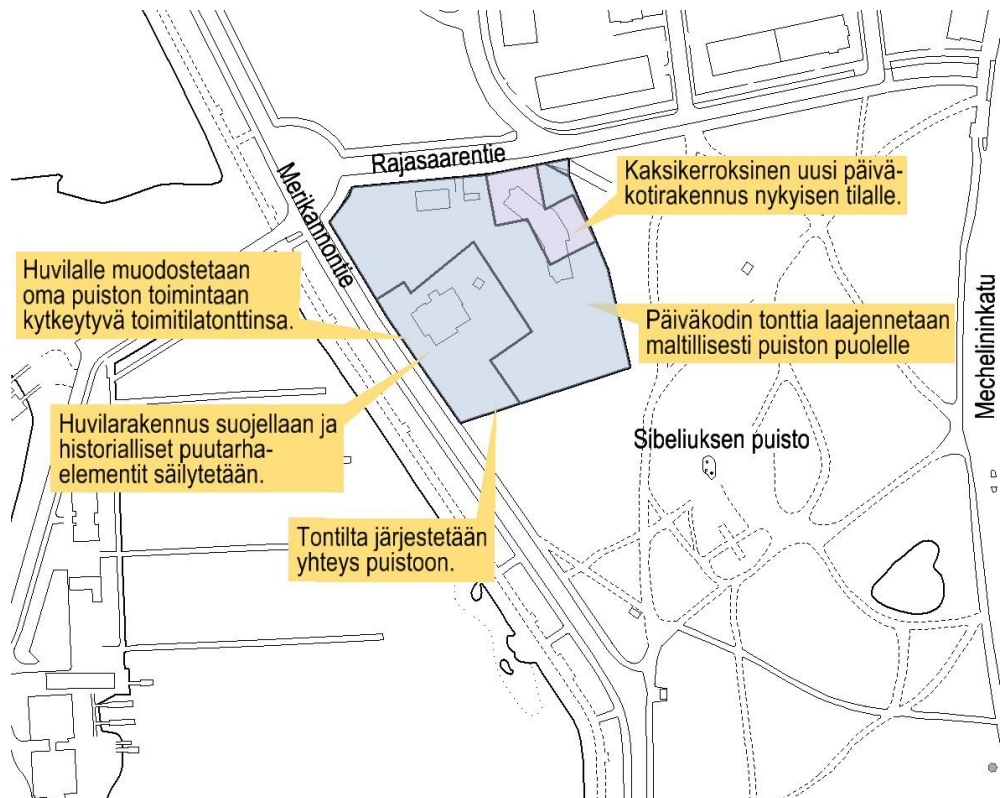 Rajasaarentie
Merikannontie
Kaksikerroksinen uusi päivä-
kotirakennus nykyisen tilalle.
Huvilalle muodostetaan
oma puiston toimintaan
kytkeytyvä toimitilatonttinsa.
Päiväkodin tonttia laajennetaan
maltillisesti puiston puolelle
Mechelininkatu
Huvilarakennus suojellaan ja
historialliset puutarha-
elementit säilytetään.
Sibeliuksen puisto
Tontilta järjestetään
yhteys puistoon.